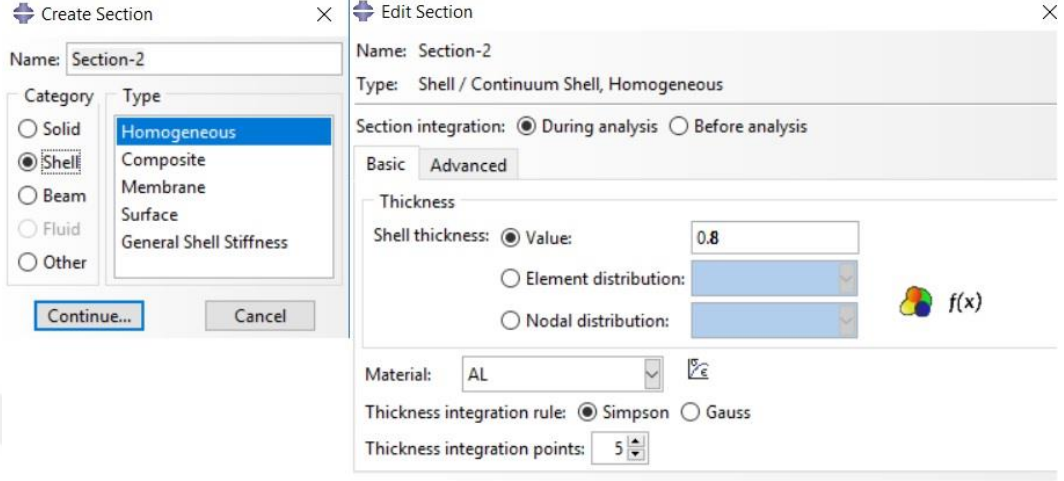 Create Section
Name: Section-2
Category
Solid
Shell
Beam
Fluid
Other
Type
Homogeneous
Composite
Membrane
Surface
General Shell Stiffness
Continue...
Cancel
Edit Section
Name: Section-2
Type: Shell / Continuum Shell, Homogeneous
Section integration: During analysis Before analysis
Basic Advanced
Thickness
Shell thickness: Value: 0.8
Element distribution:
Nodal distribution:
f(x)
Material: AL
Thickness integration rule: Simpson Gauss
Thickness integration points: 5